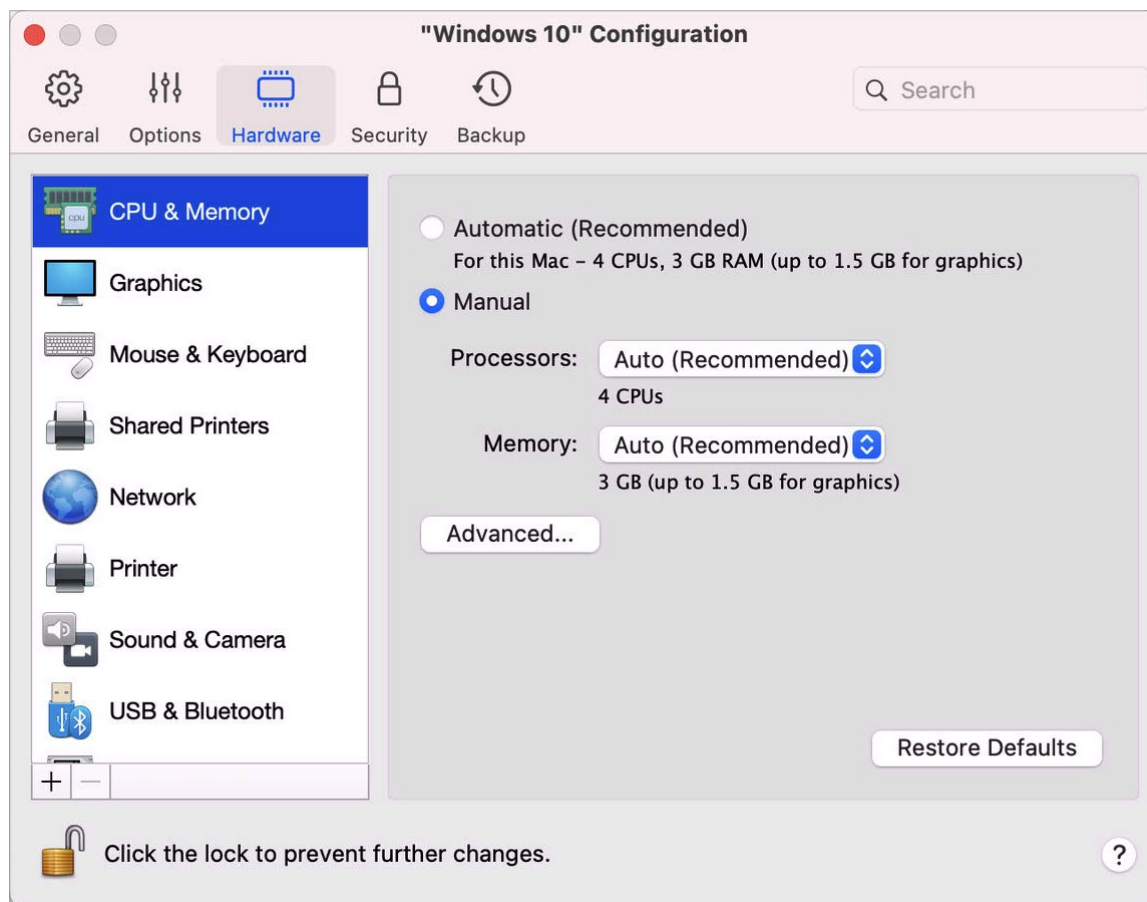 "Windows 10" Configuration
General Options Hardware Security Backup
Search
CPU & Memory
Graphics
Mouse & Keyboard
Shared Printers
Network
Printer
Sound & Camera
USB & Bluetooth
cpu
Automatic (Recommended)
For this Mac – 4 CPUs, 3 GB RAM (up to 1.5 GB for graphics)
Manual
Processors: Auto (Recommended)
4 CPUs
Memory: Auto (Recommended)
3 GB (up to 1.5 GB for graphics)
Advanced...
Restore Defaults
Click the lock to prevent further changes.
?